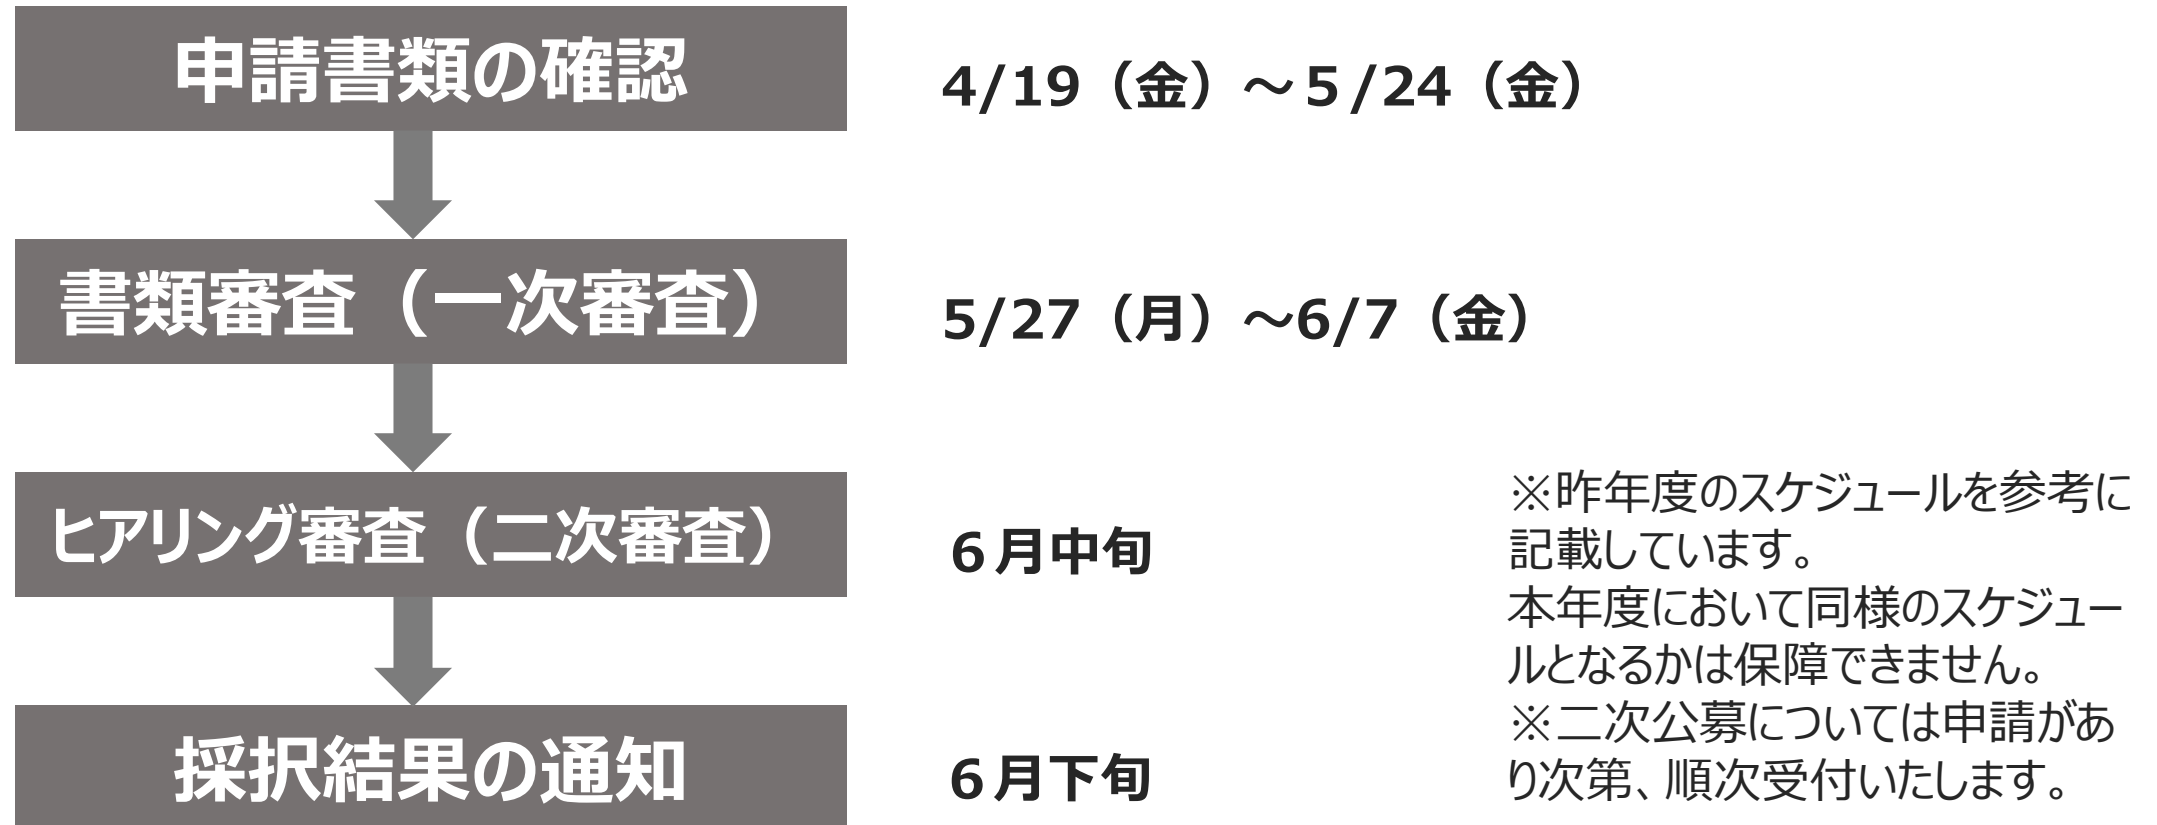 申請書類の確認
4/19（金）～５/24（金）
書類審査（一次審査）
5/27（月）～6/7（金）
ヒアリング審査（二次審査）
６月中旬
※昨年度のスケジュールを参考に
記載しています。
本年度において同様のスケジュー
ルとなるかは保障できません。
※二次公募については申請があ
り次第、順次受付いたします。
採択結果の通知
６月下旬